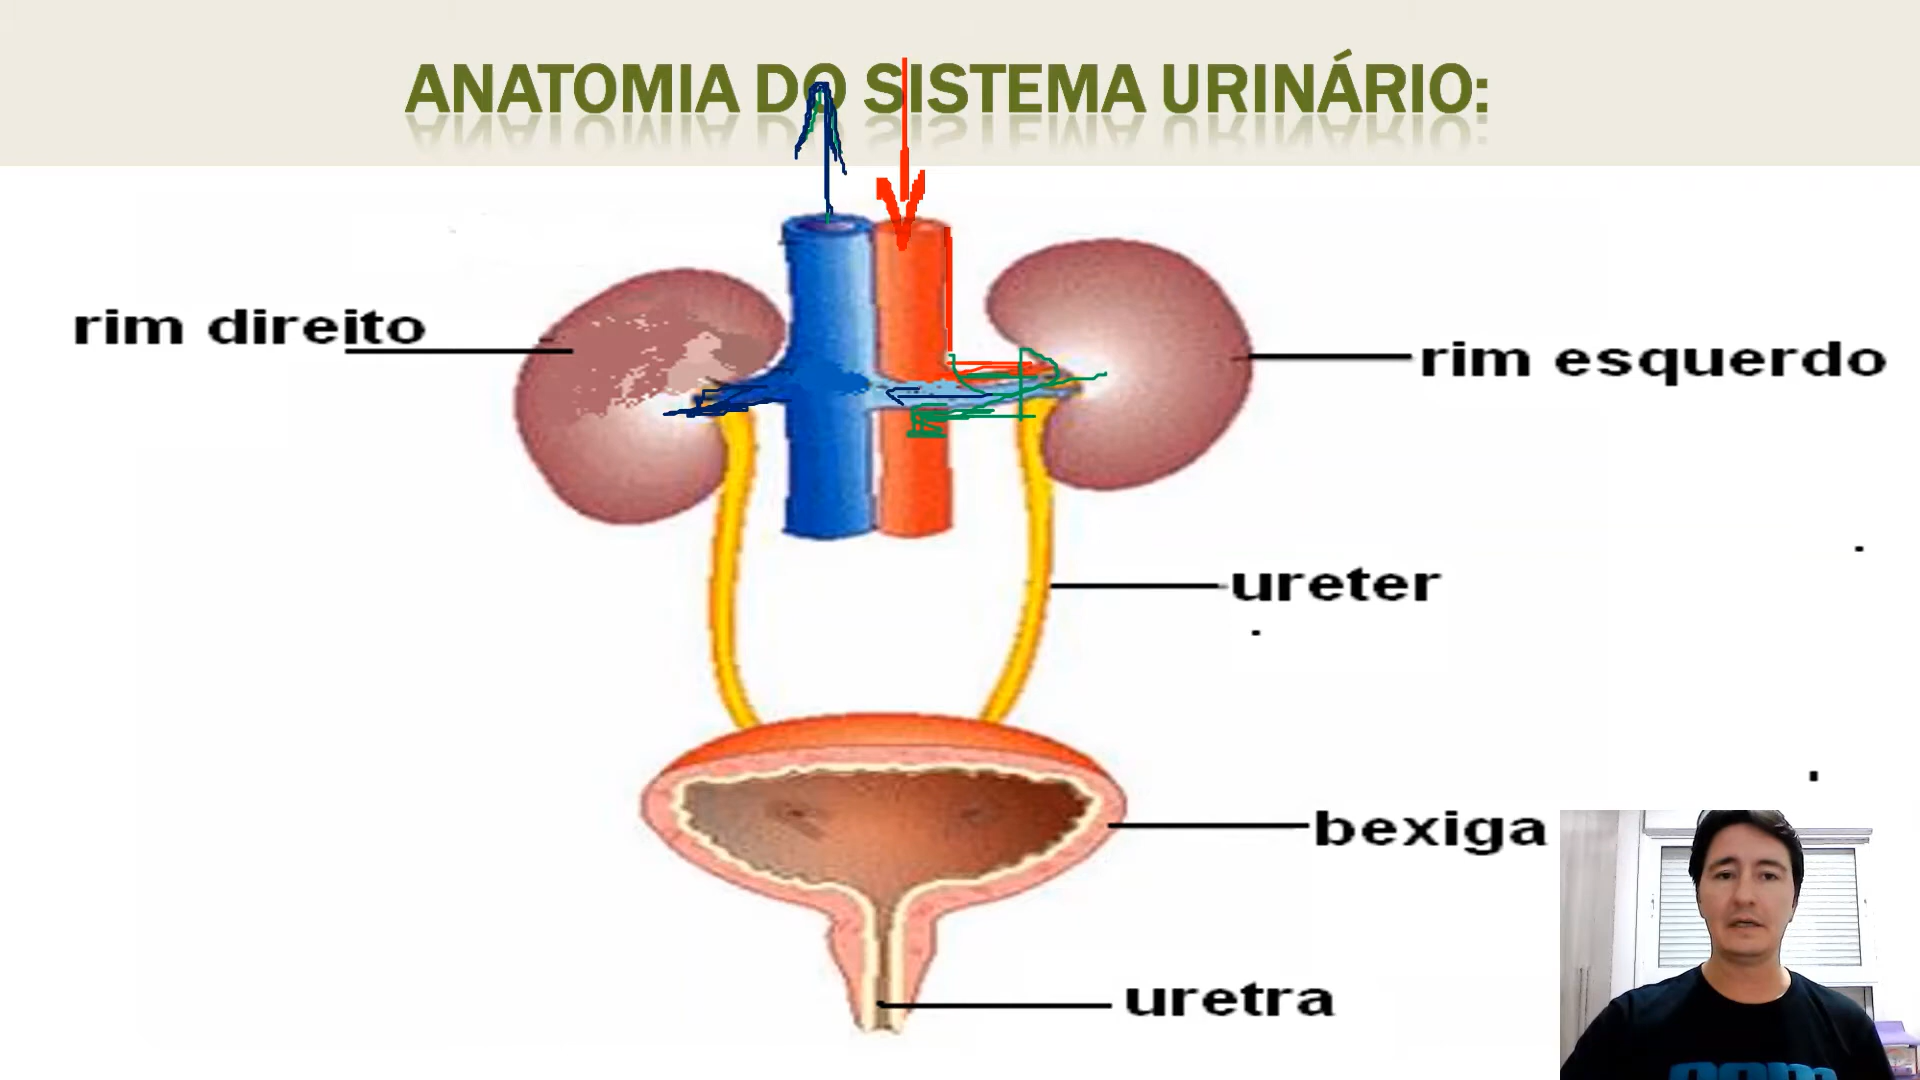 ANATOMIA DO SISTEMA URINÁRIO:
rim direito
rim esquerdo
ureter
bexiga
uretra